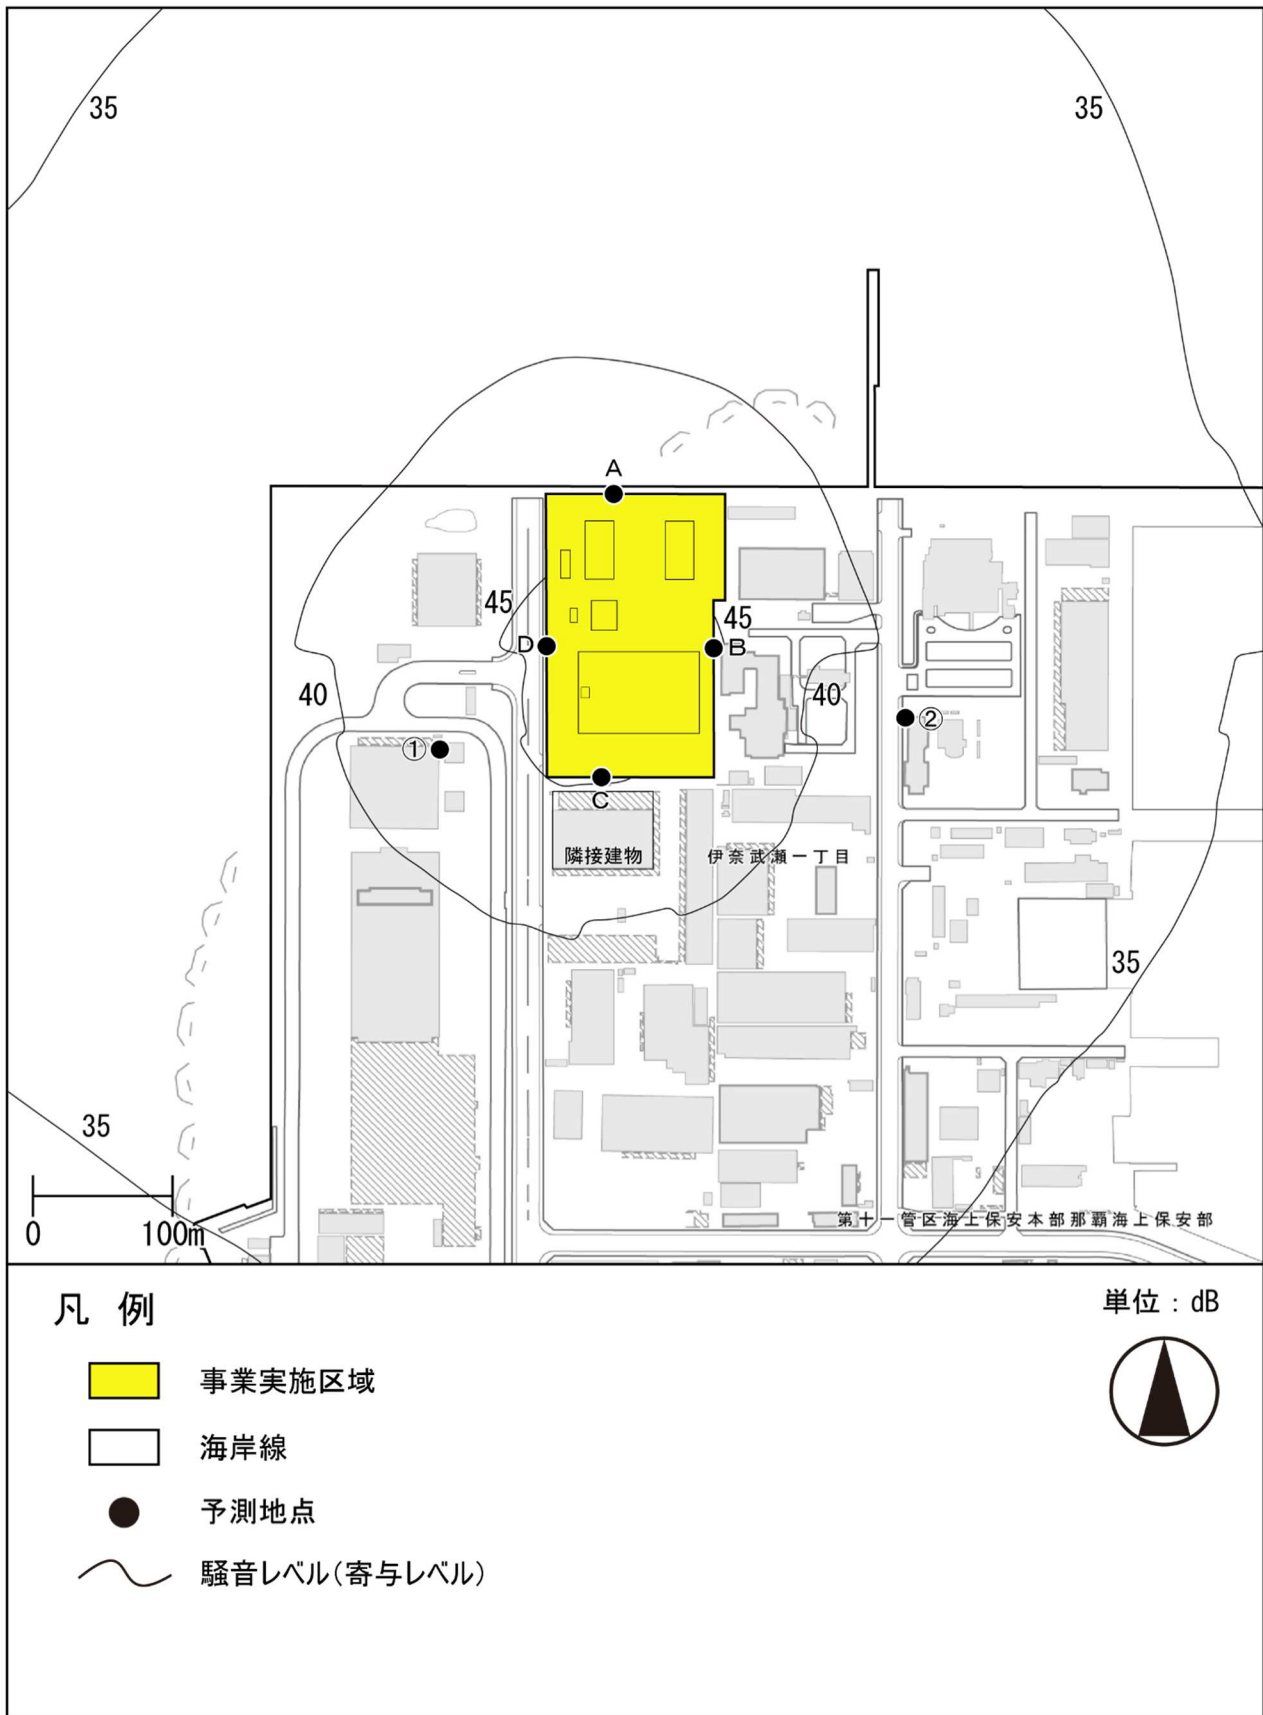 35
35
A
45
45
D
B
40
40
②
①
C
隣接建物
伊奈武瀬一丁目
35
35
第十一管区海上保安本部那覇海上保安部
0
100m
凡 例
単位：dB
事業実施区域
海岸線
予測地点
騒音レベル(寄与レベル)